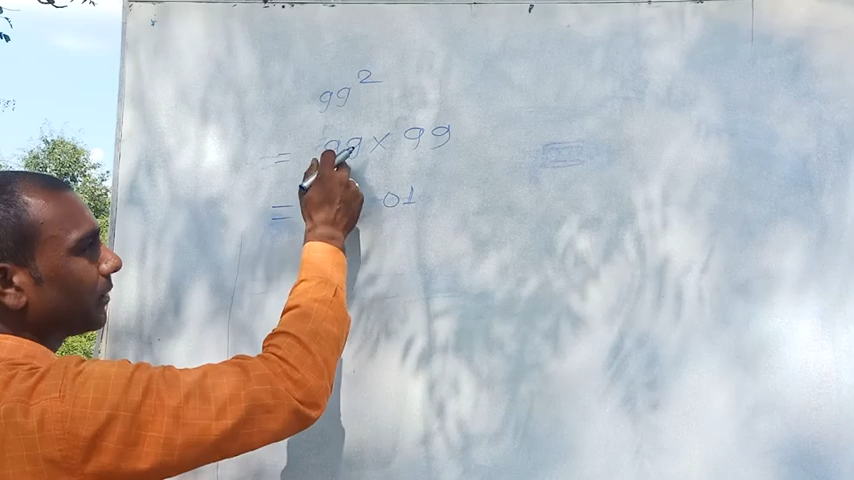 99²
= 99 × 99
= 01